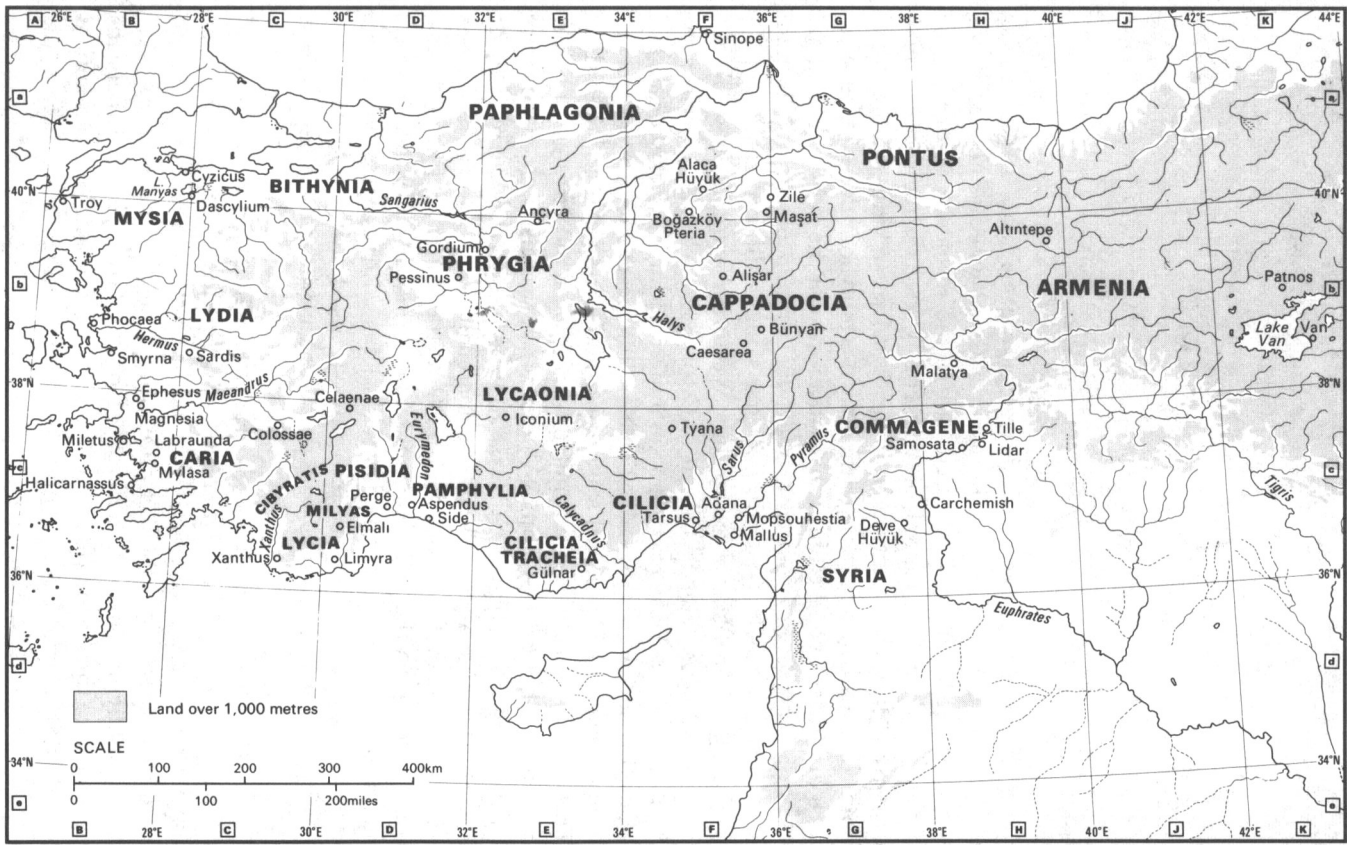 A 26°E B 28°E C 30°E D 32°E E 34°E F 36°E G 38°E H 40°E J 42°E K 44°E
Sinope
a
a
PAPHLAGONIA
PONTUS
Alaca
Hüyük
40°N
L.
Manyas
Cyzicus
BITHYNIA
Zile
40°N
Troy
Dascylium
Sangarius
MYSIA
Ancyra
Boğazköy
Pteria
Maşat
Altıntepe
Gordium
PHRYGIA
Pessinus
Alişar
Patnos
b
b
CAPPADOCIA
ARMENIA
LYDIA
Phocaea
Halys
Bünyan
Lake
Van
Van
Hermus
Smyrna
Sardis
Caesarea
Malatya
38°N
38°N
Ephesus
Maeandrus
Celaenae
LYCAONIA
Magnesia
Iconium
Tyana
Colossae
Eurymedon
COMMAGENE
Tille
Miletus
Labraunda
Samosata
Lidar
Sarus
Pyramus
CARIA
Mylasa
PISIDIA
c
c
Halicarnassus
CIBYRATIS
PAMPHYLIA
Perge
Aspendus
MILYAS
Side
Calycadnus
CILICIA
Adana
Carchemish
Tigris
Tarsus
Mopsouhestia
Mallus
Deve
Hüyük
Elmalı
Xanthus
LYCIA
CILICIA
TRACHEIA
Xanthus
Limyra
Gülnar
SYRIA
36°N
36°N
Euphrates
d
d
Land over 1,000 metres
SCALE
0 100 200 300 400km
0 100 200miles
34°N
34°N
e
e
B 28°E C 30°E D 32°E E 34°E F 36°E G 38°E H 40°E J 42°E K